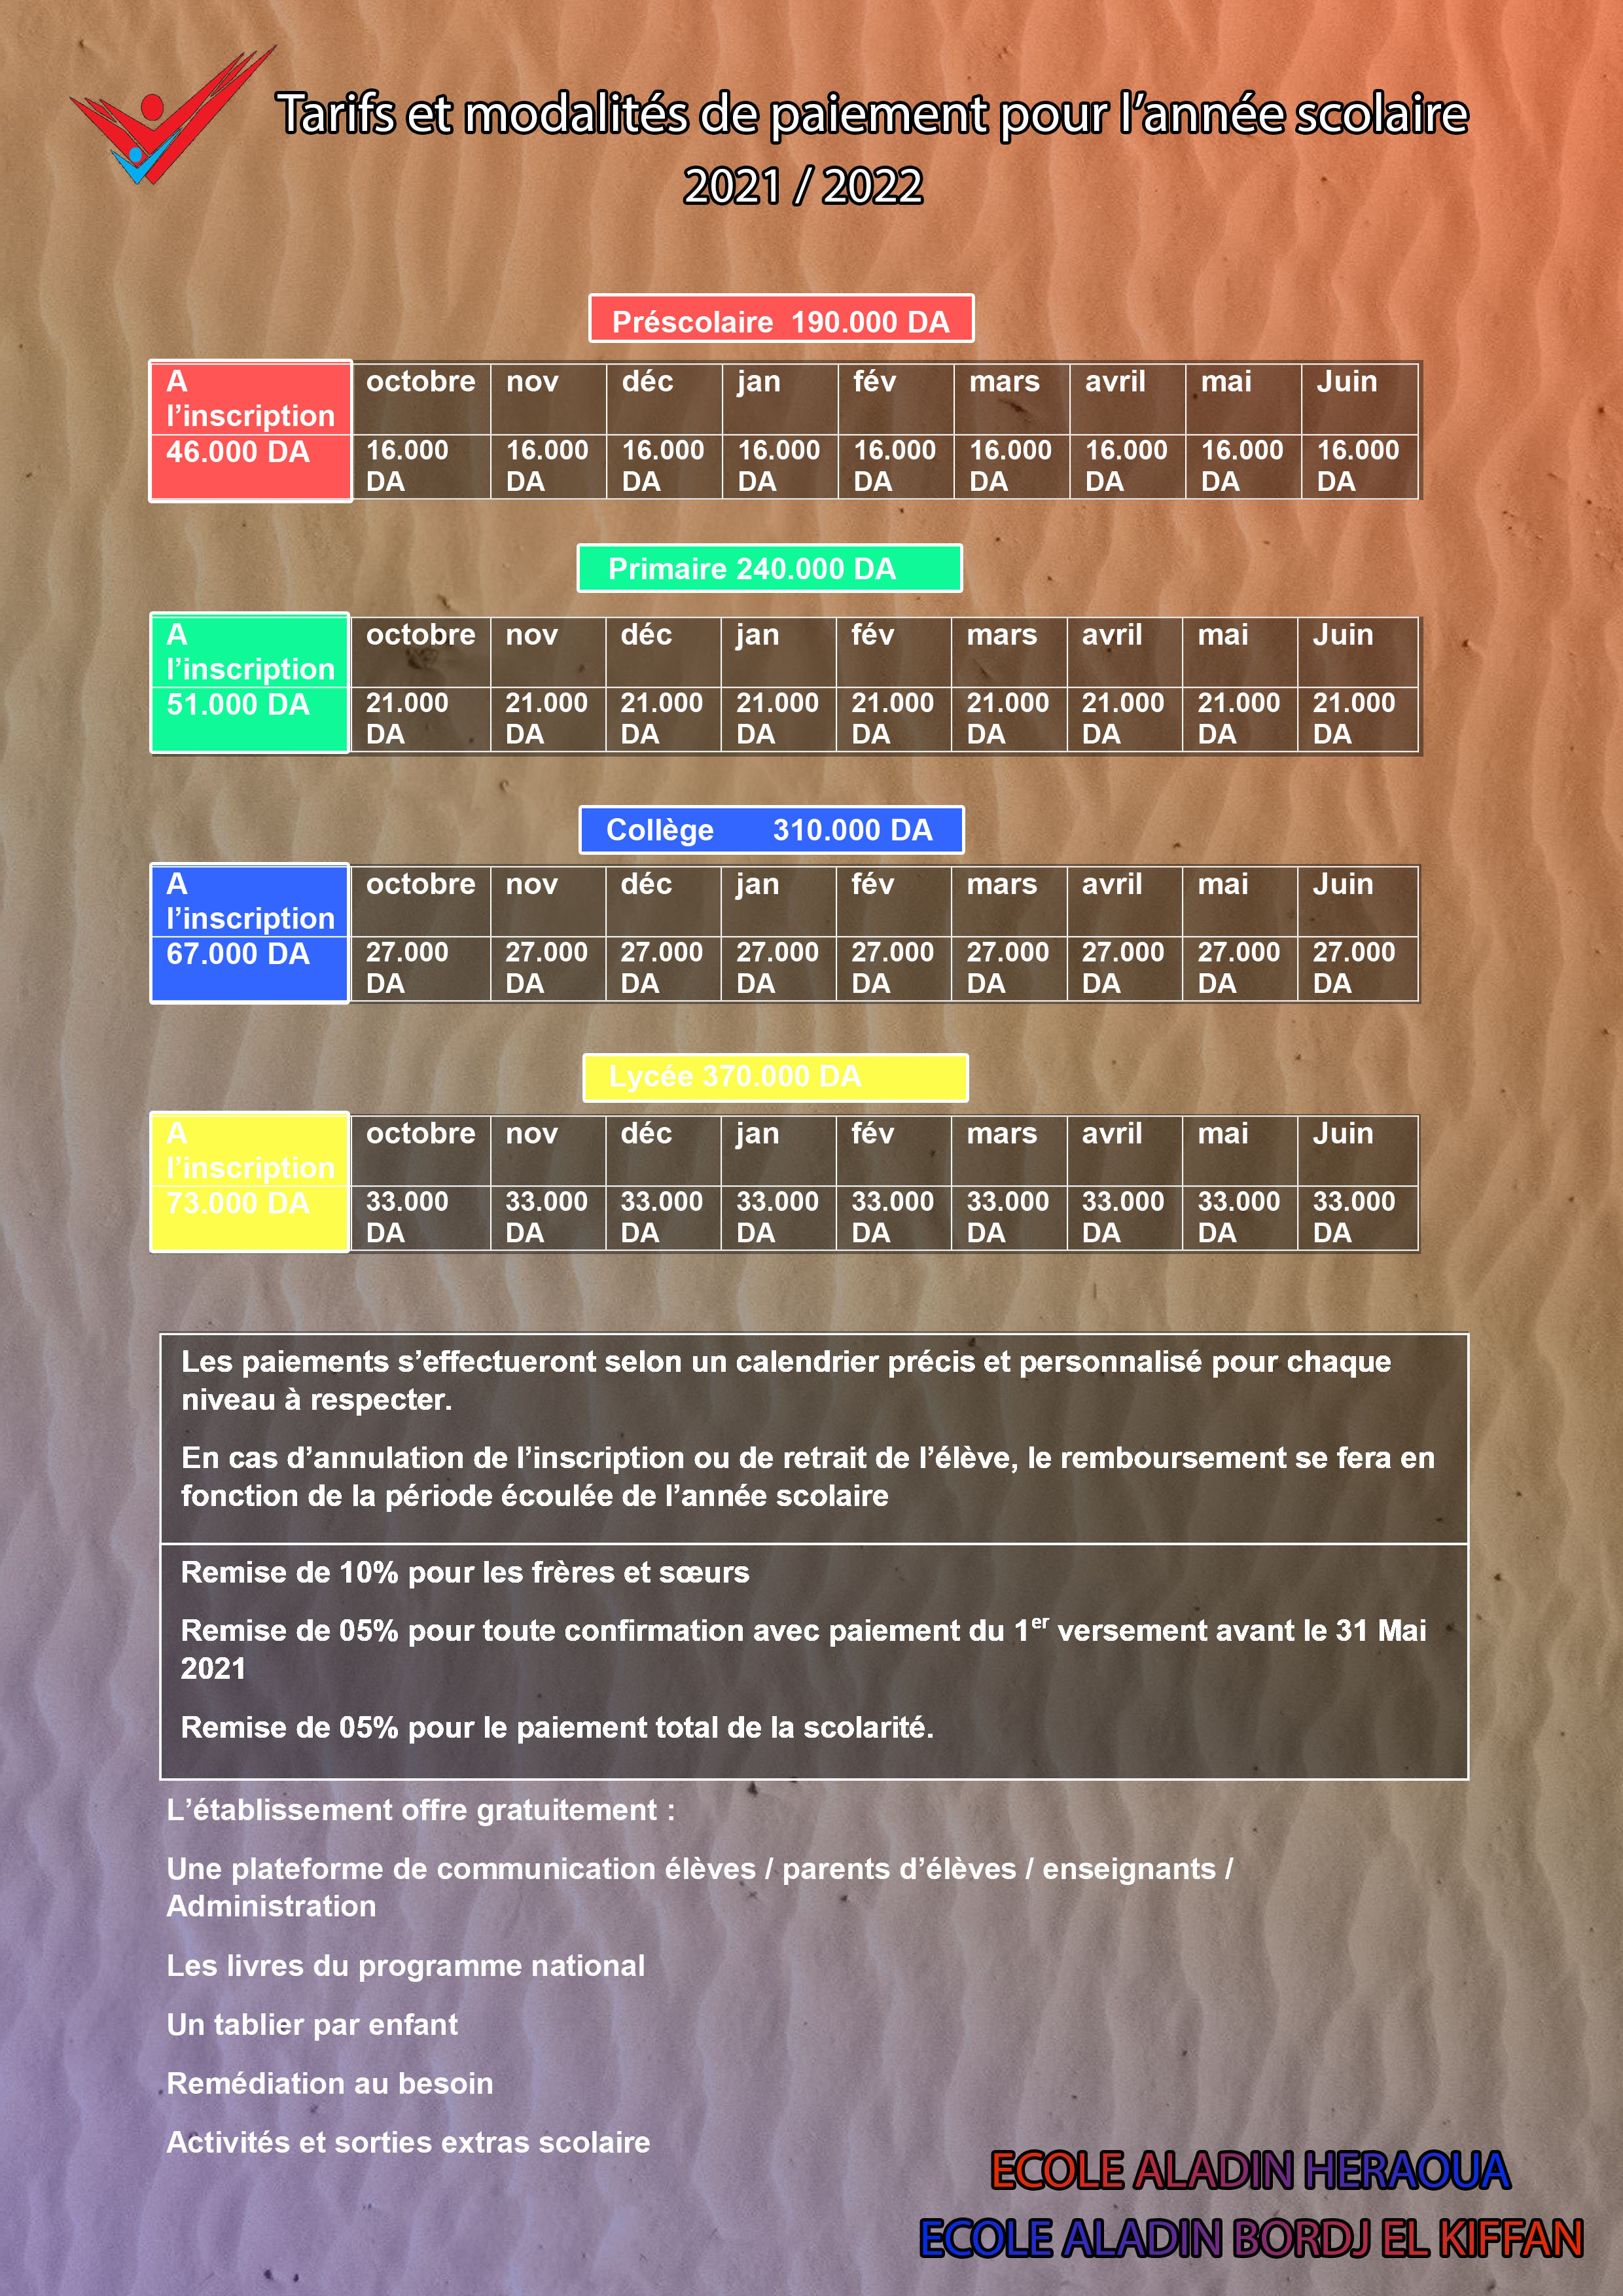 Tarifs et modalités de paiement pour l’année scolaire
2021 / 2022
Préscolaire 190.000 DA
A octobre nov déc jan fév mars avril mai Juin
l’inscription
46.000 DA 16.000 16.000 16.000 16.000 16.000 16.000 16.000 16.000 16.000
DA DA DA DA DA DA DA DA DA
Primaire 240.000 DA
A octobre nov déc jan fév mars avril mai Juin
l’inscription
51.000 DA 21.000 21.000 21.000 21.000 21.000 21.000 21.000 21.000 21.000
DA DA DA DA DA DA DA DA DA
Collège 310.000 DA
A octobre nov déc jan fév mars avril mai Juin
l’inscription
67.000 DA 27.000 27.000 27.000 27.000 27.000 27.000 27.000 27.000 27.000
DA DA DA DA DA DA DA DA DA
Lycée 370.000 DA
A octobre nov déc jan fév mars avril mai Juin
l’inscription
73.000 DA 33.000 33.000 33.000 33.000 33.000 33.000 33.000 33.000 33.000
DA DA DA DA DA DA DA DA DA
Les paiements s’effectueront selon un calendrier précis et personnalisé pour chaque
niveau à respecter.
En cas d’annulation de l’inscription ou de retrait de l’élève, le remboursement se fera en
fonction de la période écoulée de l’année scolaire
Remise de 10% pour les frères et sœurs
Remise de 05% pour toute confirmation avec paiement du 1er versement avant le 31 Mai
2021
Remise de 05% pour le paiement total de la scolarité.
L’établissement offre gratuitement :
Une plateforme de communication élèves / parents d’élèves / enseignants /
Administration
Les livres du programme national
Un tablier par enfant
Remédiation au besoin
Activités et sorties extras scolaire
ECOLE ALADIN HERAOUA
ECOLE ALADIN BORDJ EL KIFFAN